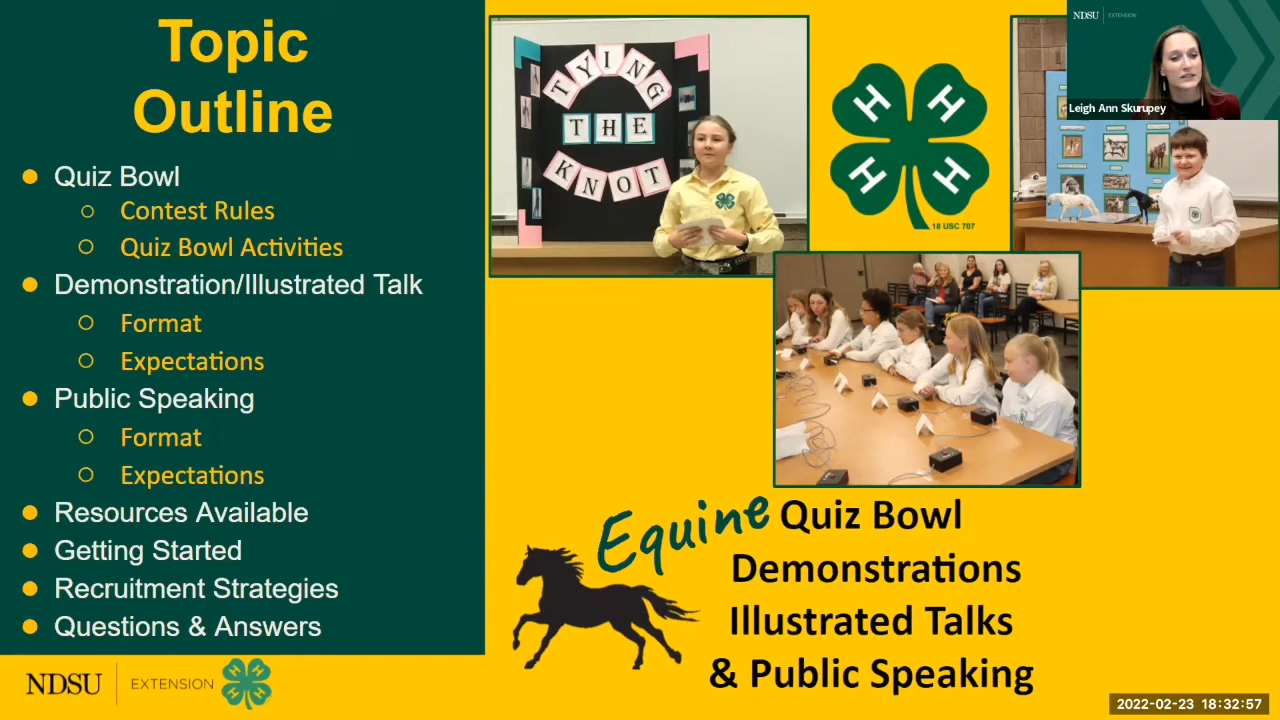 Topic
Outline
Quiz Bowl
Contest Rules
Quiz Bowl Activities
Demonstration/Illustrated Talk
Format
Expectations
Public Speaking
Format
Expectations
Resources Available
Getting Started
Recruitment Strategies
Questions & Answers
NDSU EXTENSION
TYING
THE
KNOT
H H
H H
18 USC 707
NDSU EXTENSION
Leigh Ann Skurupey
Equine Quiz Bowl
Demonstrations
Illustrated Talks
& Public Speaking
2022-02-23 18:32:57